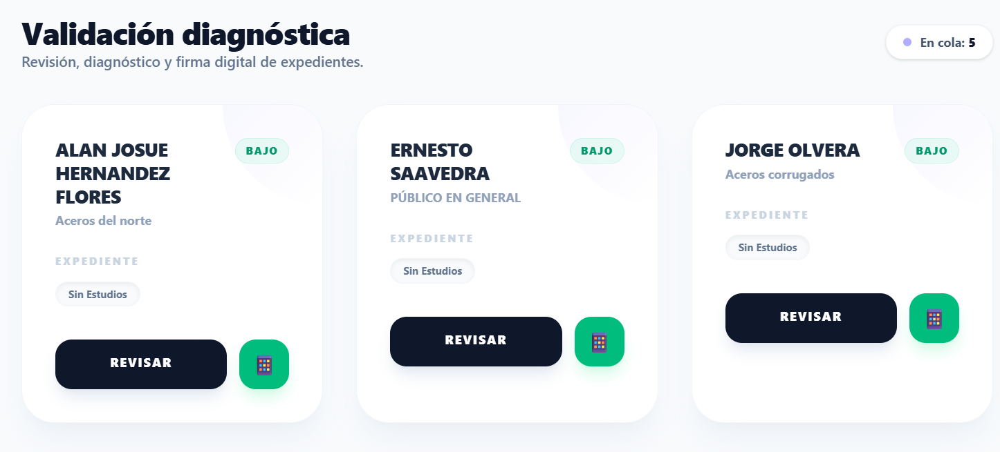 Validación diagnóstica
Revisión, diagnóstico y firma digital de expedientes.
En cola: 5
ALAN JOSUE
HERNANDEZ
FLORES
BAJO
Aceros del norte
EXPEDIENTE
Sin Estudios
REVISAR
ERNESTO
SAAVEDRA
BAJO
PÚBLICO EN GENERAL
EXPEDIENTE
Sin Estudios
REVISAR
JORGE OLVERA
BAJO
Aceros corrugados
EXPEDIENTE
Sin Estudios
REVISAR